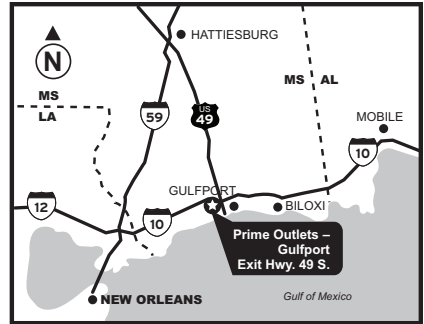 HATTIESBURG
N
MS
LA
MS
AL
59
US
49
MOBILE
10
GULFPORT
12
10
BILOXI
Prime Outlets –
Gulfport
Exit Hwy. 49 S.
NEW ORLEANS
Gulf of Mexico